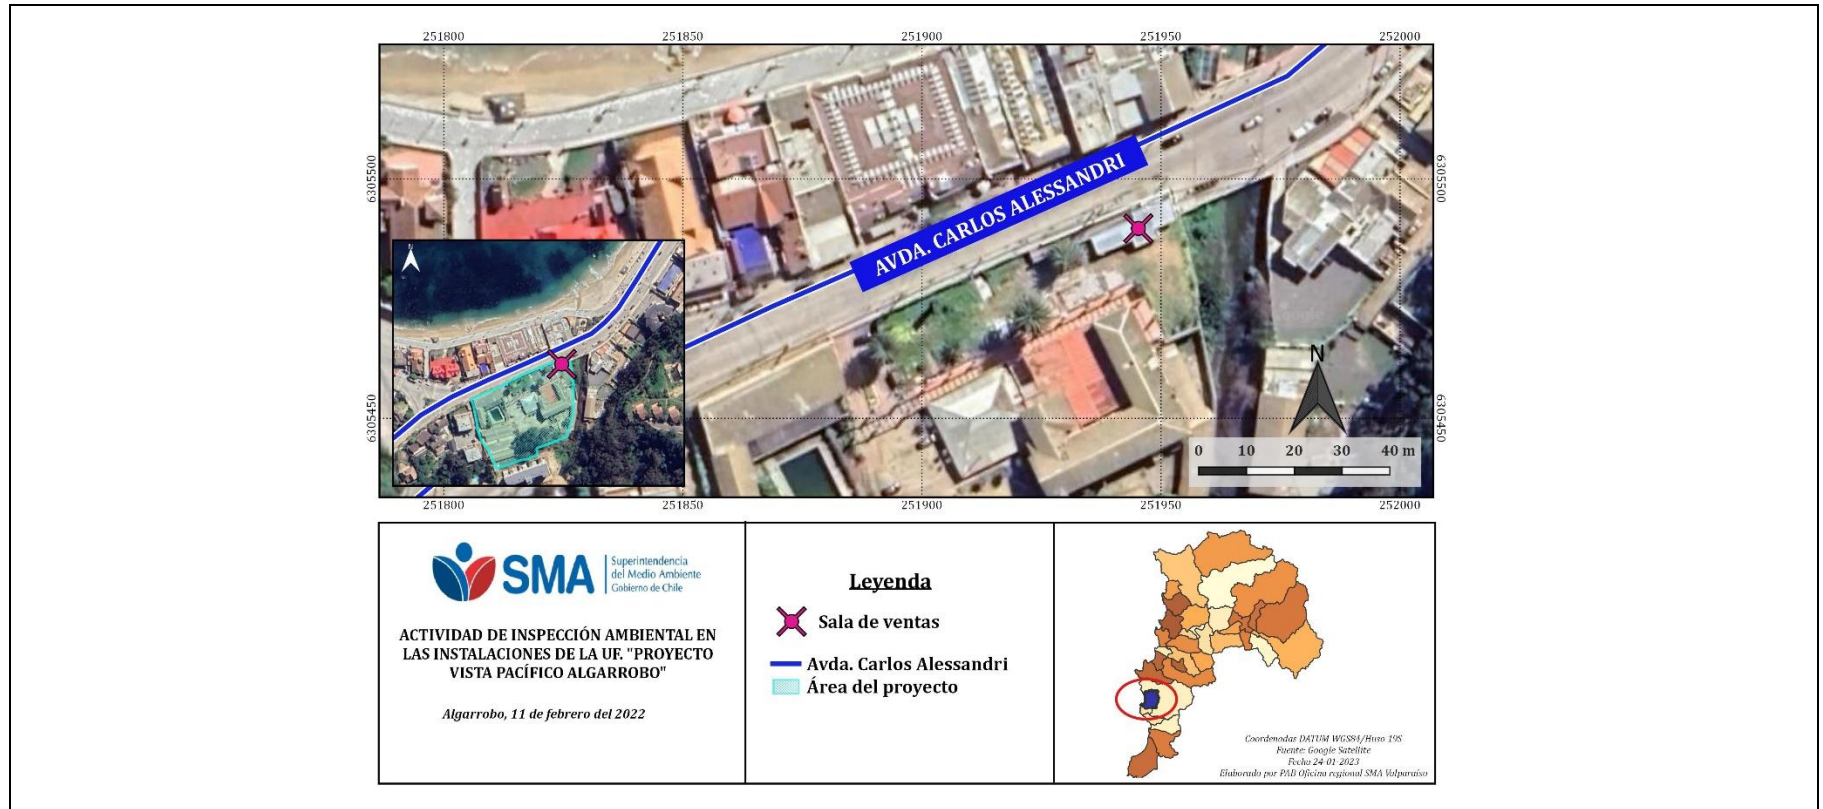 251800 251850 251900 251950 252000
6305500
6305500
AVDA. CARLOS ALESSANDRI
N
N
6305450
6305450
0 10 20 30 40 m
251800 251850 251900 251950 252000
SMA
Superintendencia
del Medio Ambiente
Gobierno de Chile
ACTIVIDAD DE INSPECCIÓN AMBIENTAL EN
LAS INSTALACIONES DE LA UF. "PROYECTO
VISTA PACÍFICO ALGARROBO"
Algarrobo, 11 de febrero del 2022
Leyenda
Sala de ventas
Avda. Carlos Alessandri
Área del proyecto
Coordenadas DATUM WGS84/Huso 19S
Fuente: Google Satellite
Fecha 24-01-2023
Elaborado por PAB Oficina regional SMA Valparaíso